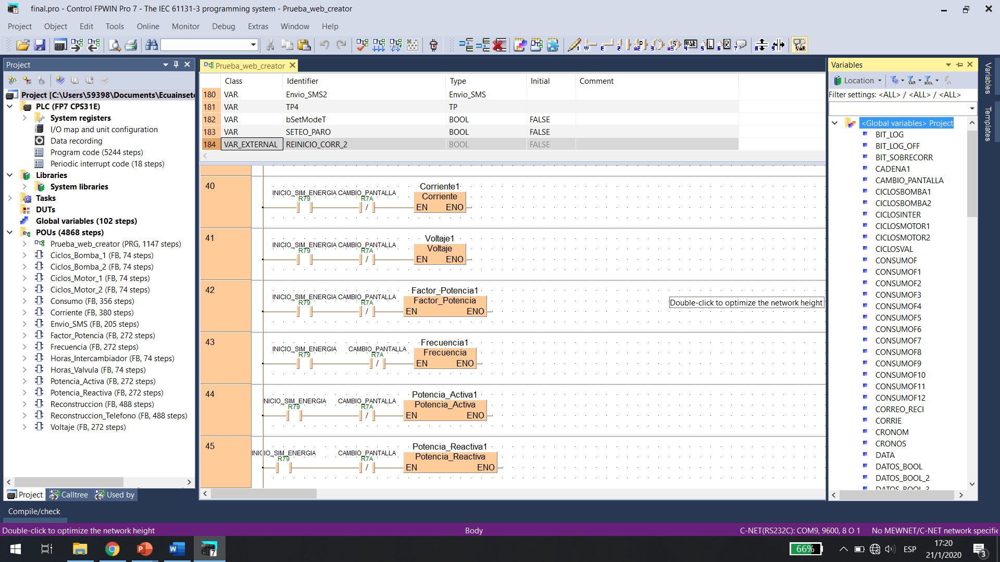 final.pro - Control FPWIN Pro 7 - The IEC 61131-3 programming system - Prueba_web_creator
Project Object Edit Tools Online Monitor Debug Extras Window Help
Project
Project [C:\Users\59398\Documents\Ecuainsete
PLC (FP7 CPS31E)
System registers
I/O map and unit configuration
Data recording
Program code (5244 steps)
Periodic interrupt code (18 steps)
Libraries
System libraries
Tasks
DUTs
Global variables (102 steps)
POUs (4868 steps)
Prueba_web_creator (PRG, 1147 steps)
Ciclos_Bomba_1 (FB, 74 steps)
Ciclos_Bomba_2 (FB, 74 steps)
Ciclos_Motor_1 (FB, 74 steps)
Ciclos_Motor_2 (FB, 74 steps)
Consumo (FB, 356 steps)
Corriente (FB, 380 steps)
Envio_SMS (FB, 205 steps)
Factor_Potencia (FB, 272 steps)
Frecuencia (FB, 272 steps)
Horas_Intercambiador (FB, 74 steps)
Horas_Valvula (FB, 74 steps)
Potencia_Activa (FB, 272 steps)
Potencia_Reactiva (FB, 272 steps)
Reconstruccion (FB, 488 steps)
Reconstruccion_Telefono (FB, 488 steps)
Voltaje (FB, 272 steps)
Project Calltree Used by
Prueba_web_creator
Class Identifier Type Initial Comment
180 VAR Envio_SMS2 Envio_SMS
181 VAR TP4 TP
182 VAR bSetModeT BOOL FALSE
183 VAR SETEO_PARO BOOL FALSE
184 VAR_EXTERNAL REINICIO_CORR_2 BOOL FALSE
40
Corriente1
INICIO_SIM_ENERGIA CAMBIO_PANTALLA Corriente
R79 R7A
/ EN ENO
41
Voltaje1
INICIO_SIM_ENERGIA CAMBIO_PANTALLA Voltaje
R79 R7A
/ EN ENO
42
Factor_Potencia1
INICIO_SIM_ENERGIA CAMBIO_PANTALLA Factor_Potencia
R79 R7A
/ EN ENO
Double-click to optimize the network height
43
Frecuencia1
INICIO_SIM_ENERGIA CAMBIO_PANTALLA Frecuencia
R79 R7A
/ EN ENO
44
Potencia_Activa1
NICIO_SIM_ENERGIA CAMBIO_PANTALLA Potencia_Activa
R79 R7A
/ EN ENO
45
Potencia_Reactiva1
INICIO_SIM_ENERGIA CAMBIO_PANTALLA Potencia_Reactiva
R79 R7A
/ EN ENO
Variables
Location
Filter settings: <ALL> / <ALL> / <ALL>
<Global variables> Project
BIT_LOG
BIT_LOG_OFF
BIT_SOBRECORR
CADENA1
CAMBIO_PANTALLA
CICLOSBOMBA1
CICLOSBOMBA2
CICLOSINTER
CICLOSMOTOR1
CICLOSMOTOR2
CICLOSVAL
CONSUMOF
CONSUMOF1
CONSUMOF2
CONSUMOF3
CONSUMOF4
CONSUMOF5
CONSUMOF6
CONSUMOF7
CONSUMOF8
CONSUMOF9
CONSUMOF10
CONSUMOF11
CONSUMOF12
CORREO_RECI
CORRIE
CRONOM
CRONOS
DATA
DATOS_BOOL
DATOS_BOOL_2
DATOS_BOOL_3
Variables
Templates
Compile/check
Double-click to optimize the network height Body C-NET(RS232C): COM9, 9600, 8 O 1 No MEWNET/C-NET network specifie
66% ESP 17:20
21/1/2020
3